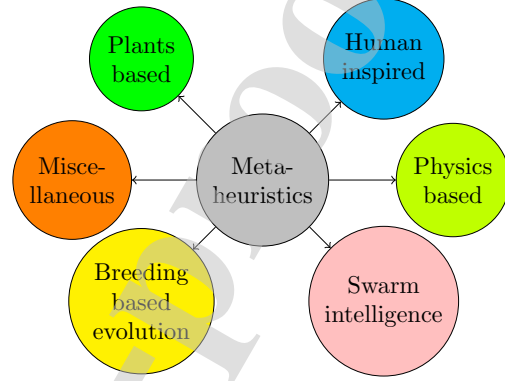 Plants
based
Human
inspired
Misce-
llaneous
Meta-
heuristics
Physics
based
Breeding
based
evolution
Swarm
intelligence